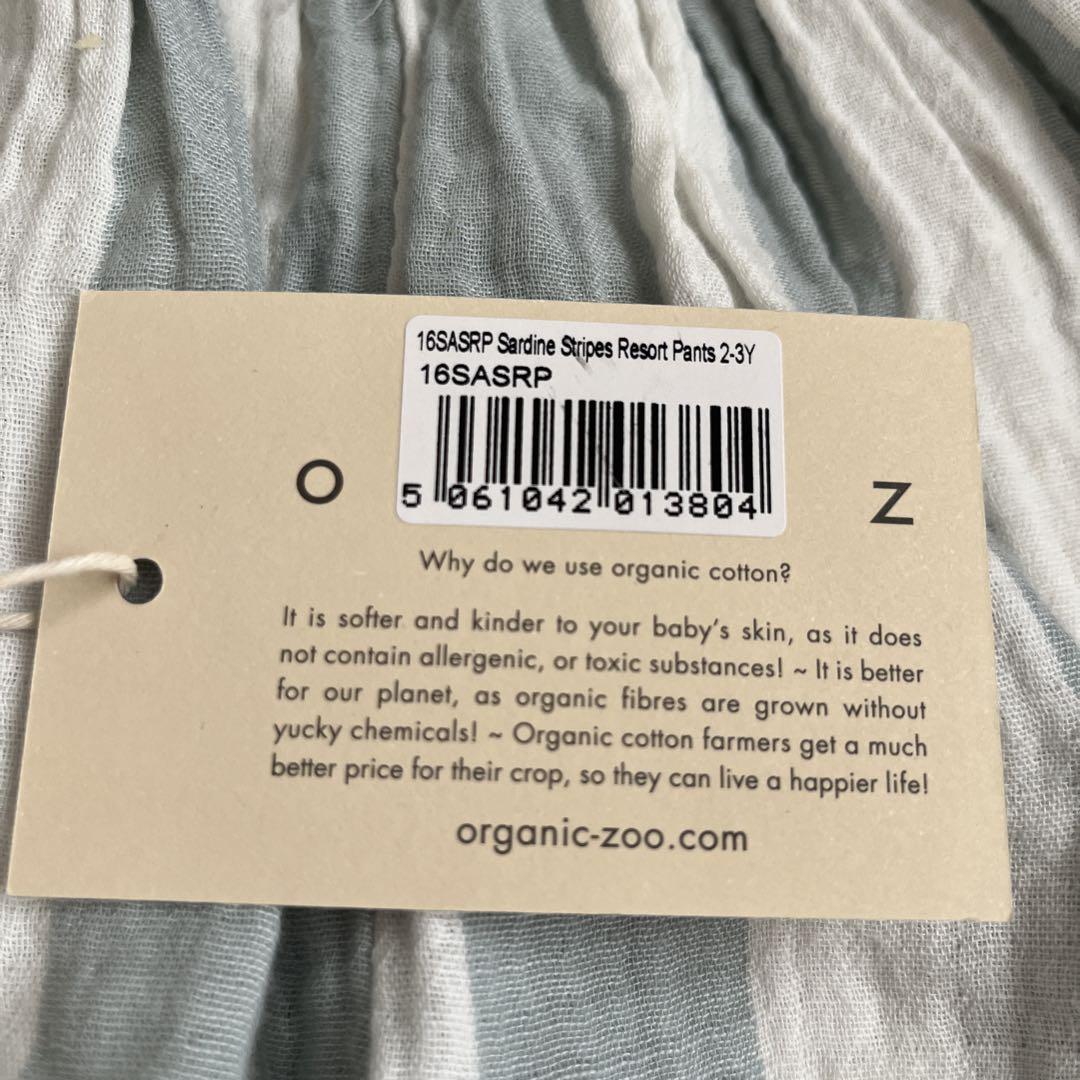 16SASRP Sardine Stripes Resort Pants 2-3Y
16SASRP
5 061042 013804
O Z
Why do we use organic cotton?
It is softer and kinder to your baby's skin, as it does
not contain allergenic, or toxic substances! ~ It is better
for our planet, as organic fibres are grown without
yucky chemicals! ~ Organic cotton farmers get a much
better price for their crop, so they can live a happier life!
organic-zoo.com